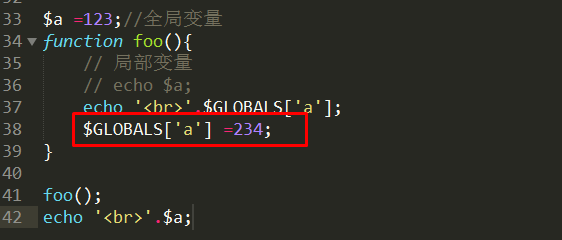 33 $a =123;//全局变量
34 function foo(){
35 // 局部变量
36 // echo $a;
37 echo '<br>'.$GLOBALS['a'];
38 $GLOBALS['a'] =234;
39 }
40
41 foo();
42 echo '<br>'.$a;